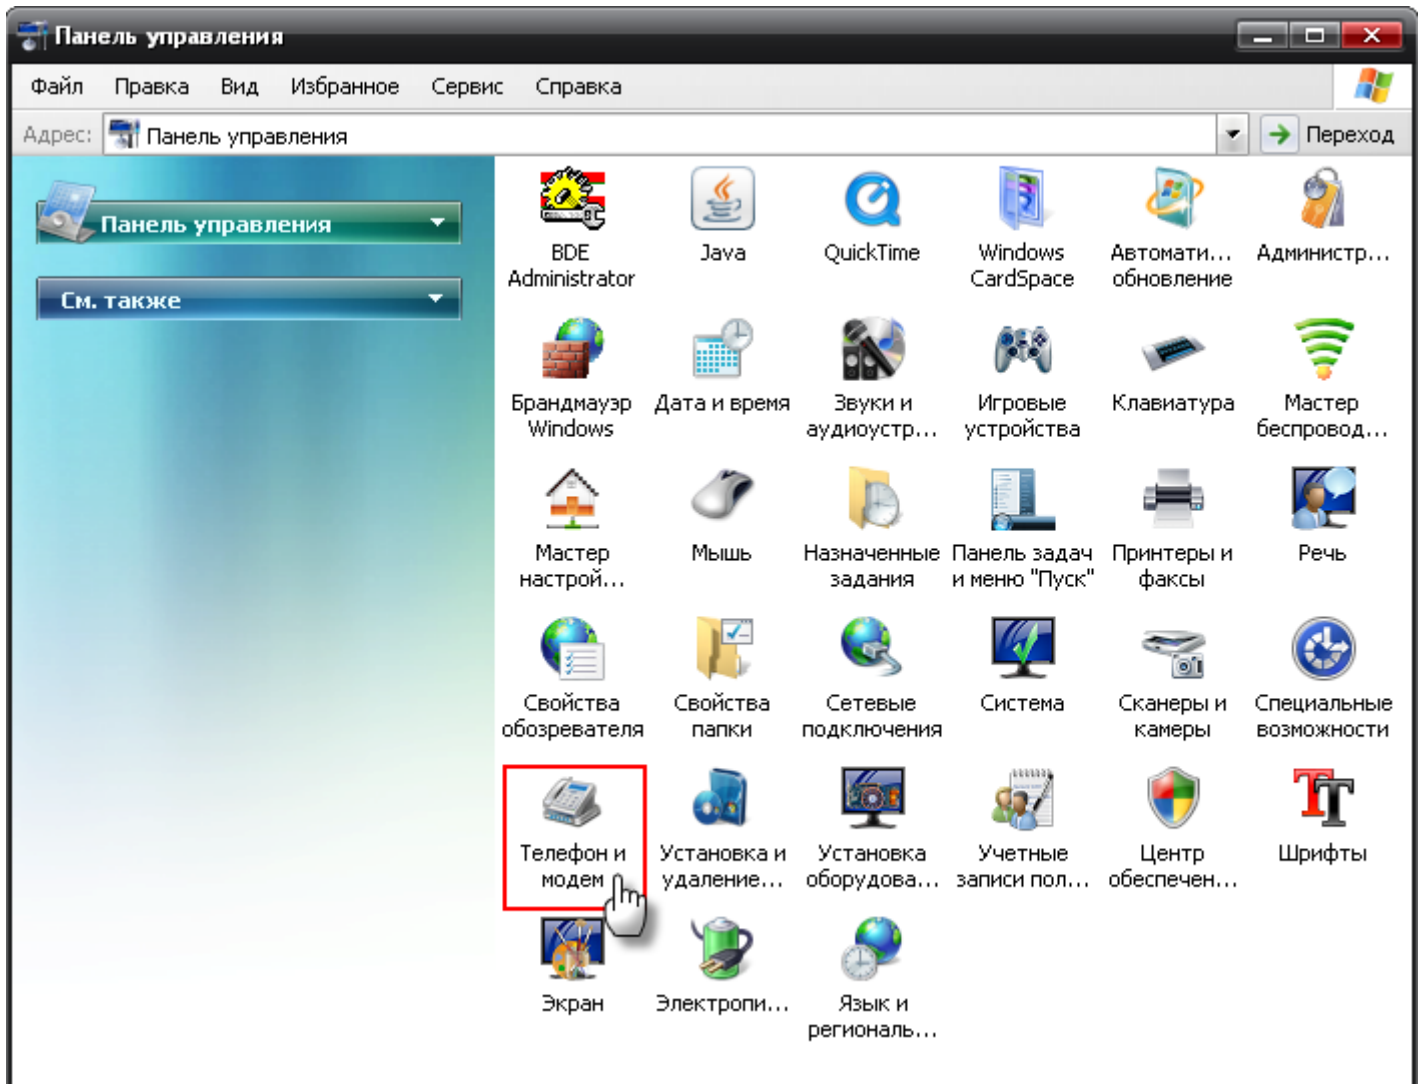 Панель управления
Файл Правка Вид Избранное Сервис Справка
Адрес: Панель управления Переход
Панель управления
См. также
BDE Administrator
Java
QuickTime
Windows CardSpace
Автомати... обновление
Администр...
Брандмауэр Windows
Дата и время
Звуки и аудиоустр...
Игровые устройства
Клавиатура
Мастер беспровод...
Мастер настрой...
Мышь
Назначенные задания
Панель задач и меню "Пуск"
Принтеры и факсы
Речь
Свойства обозревателя
Свойства папки
Сетевые подключения
Система
Сканеры и камеры
Специальные возможности
Телефон и модем
Установка и удаление...
Установка оборудова...
Учетные записи пол...
Центр обеспечен...
Шрифты
Экран
Электропи...
Язык и региональ...